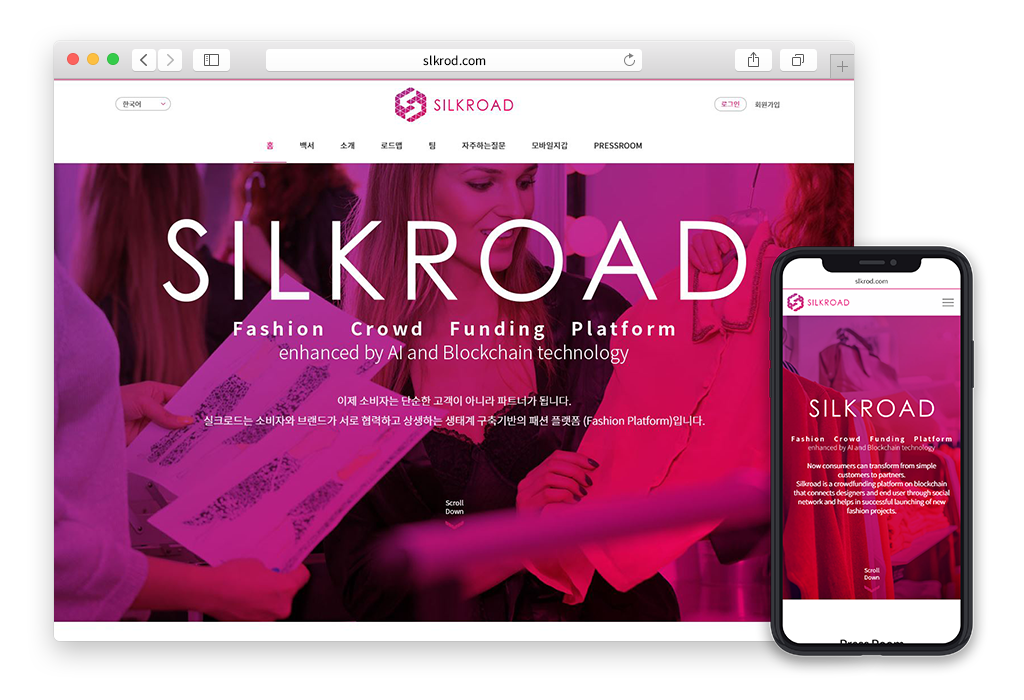 slkrod.com
한국어
SILKROAD
로그인
회원가입
홈
백서
소개
로드맵
팀
자주하는질문
모바일지갑
PRESSROOM
SILKROAD
Fashion Crowd Funding Platform
enhanced by AI and Blockchain technology
이제 소비자는 단순한 고객이 아니라 파트너가 됩니다.
실크로드는 소비자와 브랜드가 서로 협력하고 상생하는 생태계 구축기반의 패션 플랫폼 (Fashion Platform)입니다.
Scroll
Down
slkrod.com
SILKROAD
SILKROAD
Fashion Crowd Funding Platform
enhanced by AI and Blockchain technology
Now consumers can transform from simple
customers to partners.
Silkroad is a crowdfunding platform on blockchain
that connects designers and end user through social
network and helps in successful launching of new
fashion projects.
Scroll
Down
Press Room